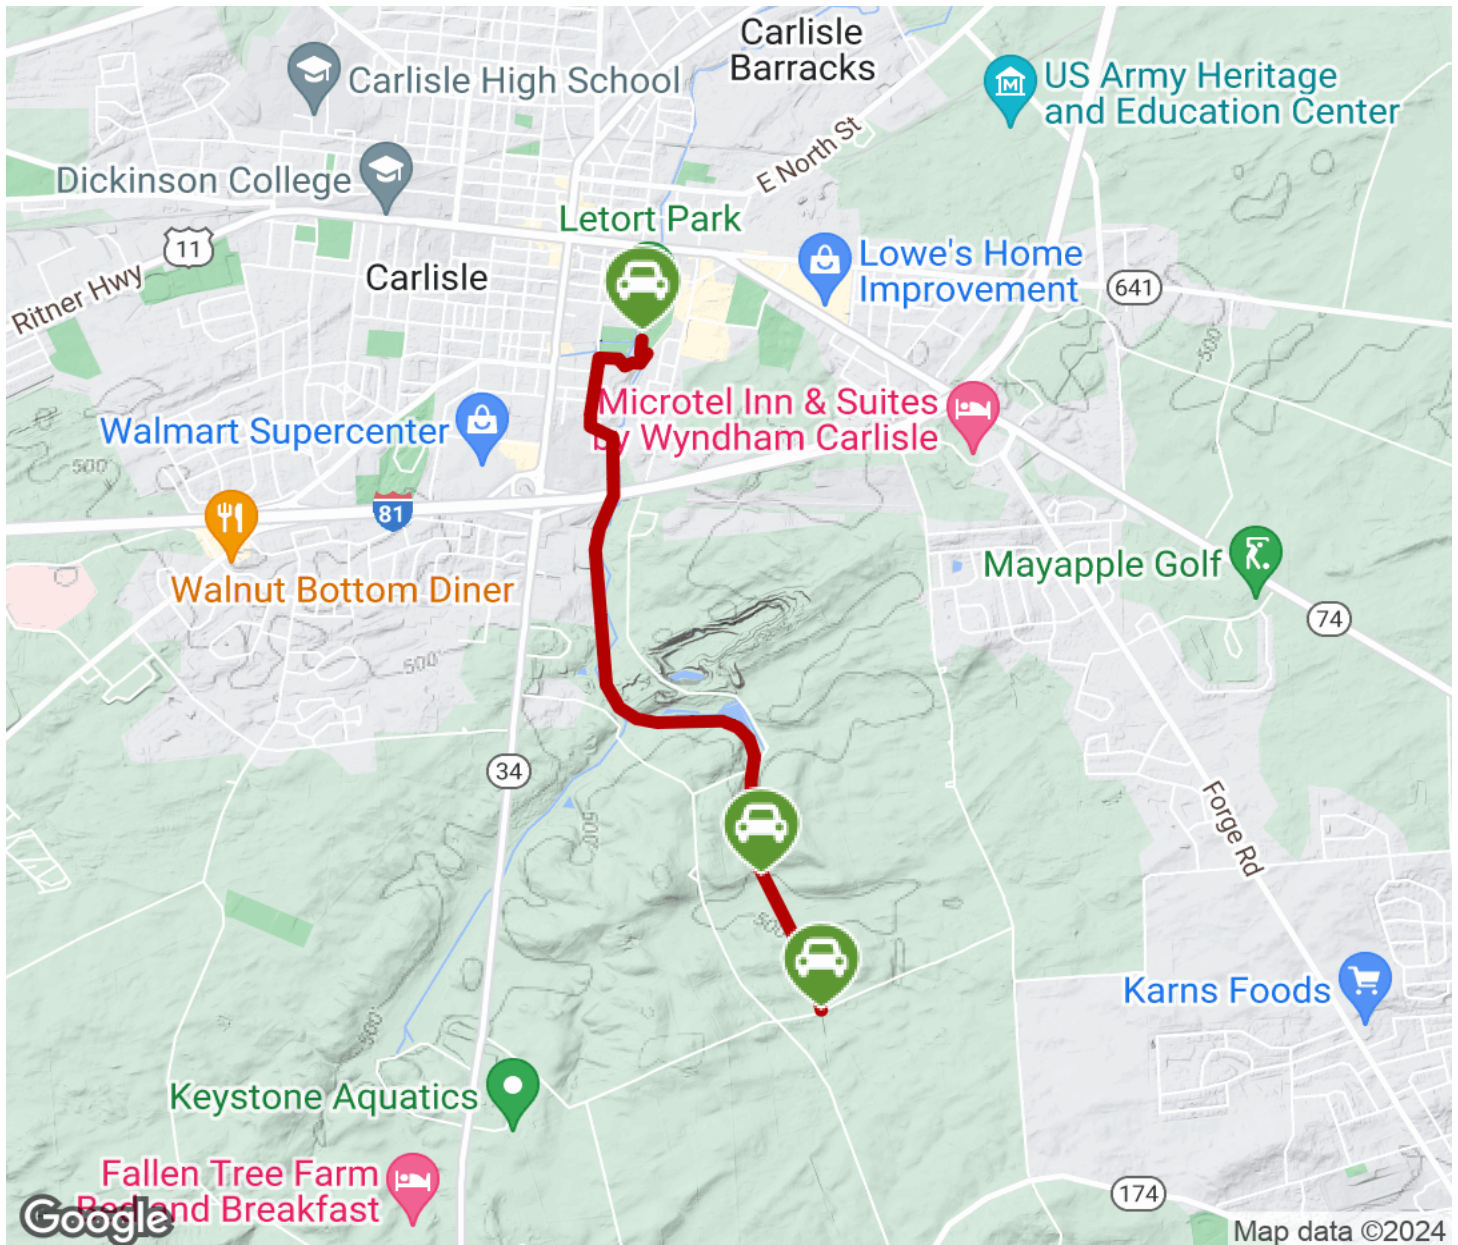 Carlisle
Barracks
Carlisle High School
US Army Heritage
and Education Center
E North St
Dickinson College
Letort Park
11
Lowe's Home
Improvement
Carlisle
641
Ritner Hwy
500
Microtel Inn & Suites
by Wyndham Carlisle
Walmart Supercenter
500
81
Mayapple Golf
Walnut Bottom Diner
74
500
34
Forge Rd
500
500
Karns Foods
500
Keystone Aquatics
Fallen Tree Farm
Bed and Breakfast
174
Google
Map data ©2024